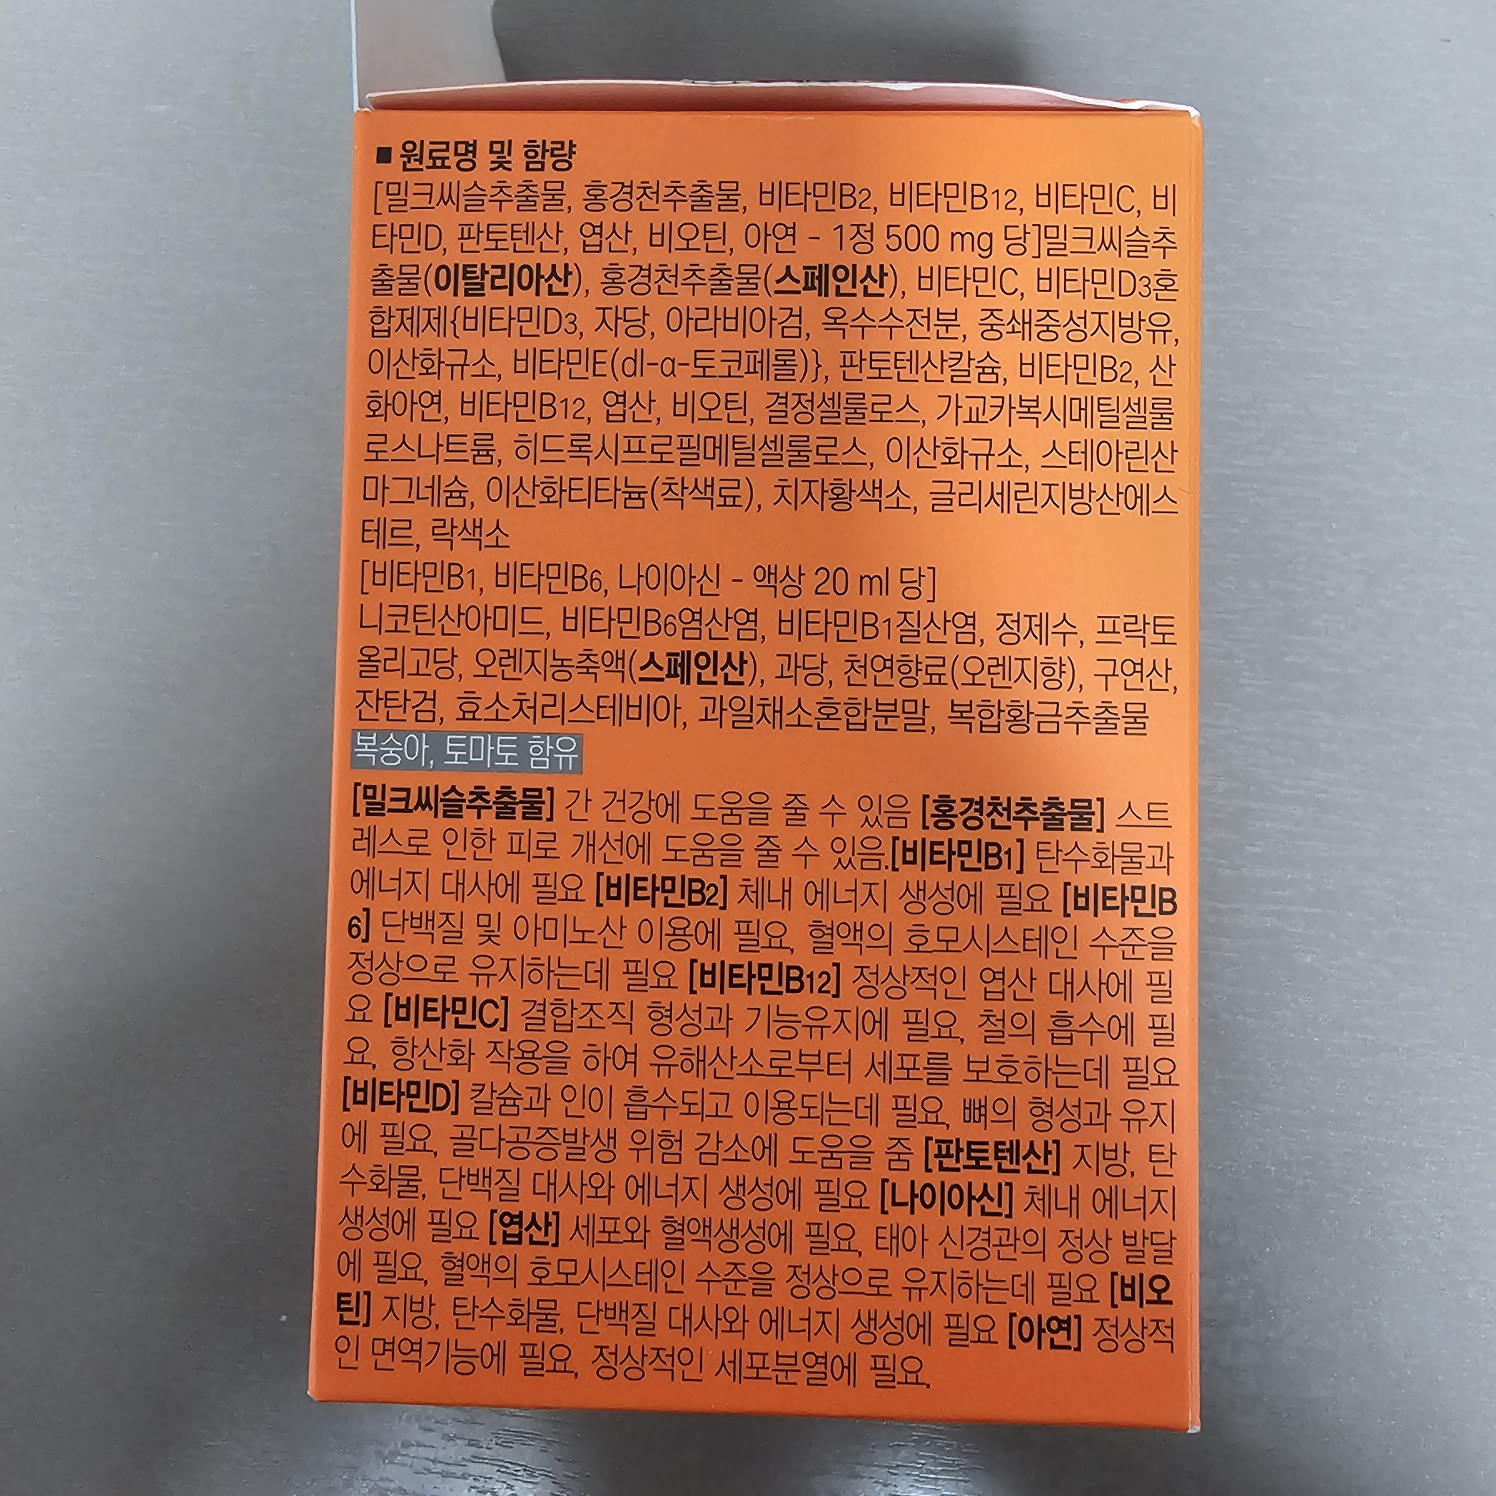 ■ 원료명 및 함량
[밀크씨슬추출물, 홍경천추출물, 비타민B2, 비타민B12, 비타민C, 비
타민D, 판토텐산, 엽산, 비오틴, 아연 - 1정 500 mg 당]밀크씨슬추
출물(이탈리아산), 홍경천추출물(스페인산), 비타민C, 비타민D3혼
합제제{비타민D3, 자당, 아라비아검, 옥수수전분, 중쇄중성지방유,
이산화규소, 비타민E(dl-α-토코페롤)}, 판토텐산칼슘, 비타민B2, 산
화아연, 비타민B12, 엽산, 비오틴, 결정셀룰로스, 가교카복시메틸셀룰
로스나트륨, 히드록시프로필메틸셀룰로스, 이산화규소, 스테아린산
마그네슘, 이산화티타늄(착색료), 치자황색소, 글리세린지방산에스
테르, 락색소
[비타민B1, 비타민B6, 나이아신 - 액상 20 ml 당]
니코틴산아미드, 비타민B6염산염, 비타민B1질산염, 정제수, 프락토
올리고당, 오렌지농축액(스페인산), 과당, 천연향료(오렌지향), 구연산,
잔탄검, 효소처리스테비아, 과일채소혼합분말, 복합황금추출물
복숭아, 토마토 함유
[밀크씨슬추출물] 간 건강에 도움을 줄 수 있음 [홍경천추출물] 스트
레스로 인한 피로 개선에 도움을 줄 수 있음.[비타민B1] 탄수화물과
에너지 대사에 필요 [비타민B2] 체내 에너지 생성에 필요 [비타민B
6] 단백질 및 아미노산 이용에 필요, 혈액의 호모시스테인 수준을
정상으로 유지하는데 필요 [비타민B12] 정상적인 엽산 대사에 필
요 [비타민C] 결합조직 형성과 기능유지에 필요, 철의 흡수에 필
요, 항산화 작용을 하여 유해산소로부터 세포를 보호하는데 필요
[비타민D] 칼슘과 인이 흡수되고 이용되는데 필요, 뼈의 형성과 유지
에 필요, 골다공증발생 위험 감소에 도움을 줌 [판토텐산] 지방, 탄
수화물, 단백질 대사와 에너지 생성에 필요 [나이아신] 체내 에너지
생성에 필요 [엽산] 세포와 혈액생성에 필요, 태아 신경관의 정상 발달
에 필요, 혈액의 호모시스테인 수준을 정상으로 유지하는데 필요 [비오
틴] 지방, 탄수화물, 단백질 대사와 에너지 생성에 필요 [아연] 정상적
인 면역기능에 필요, 정상적인 세포분열에 필요.